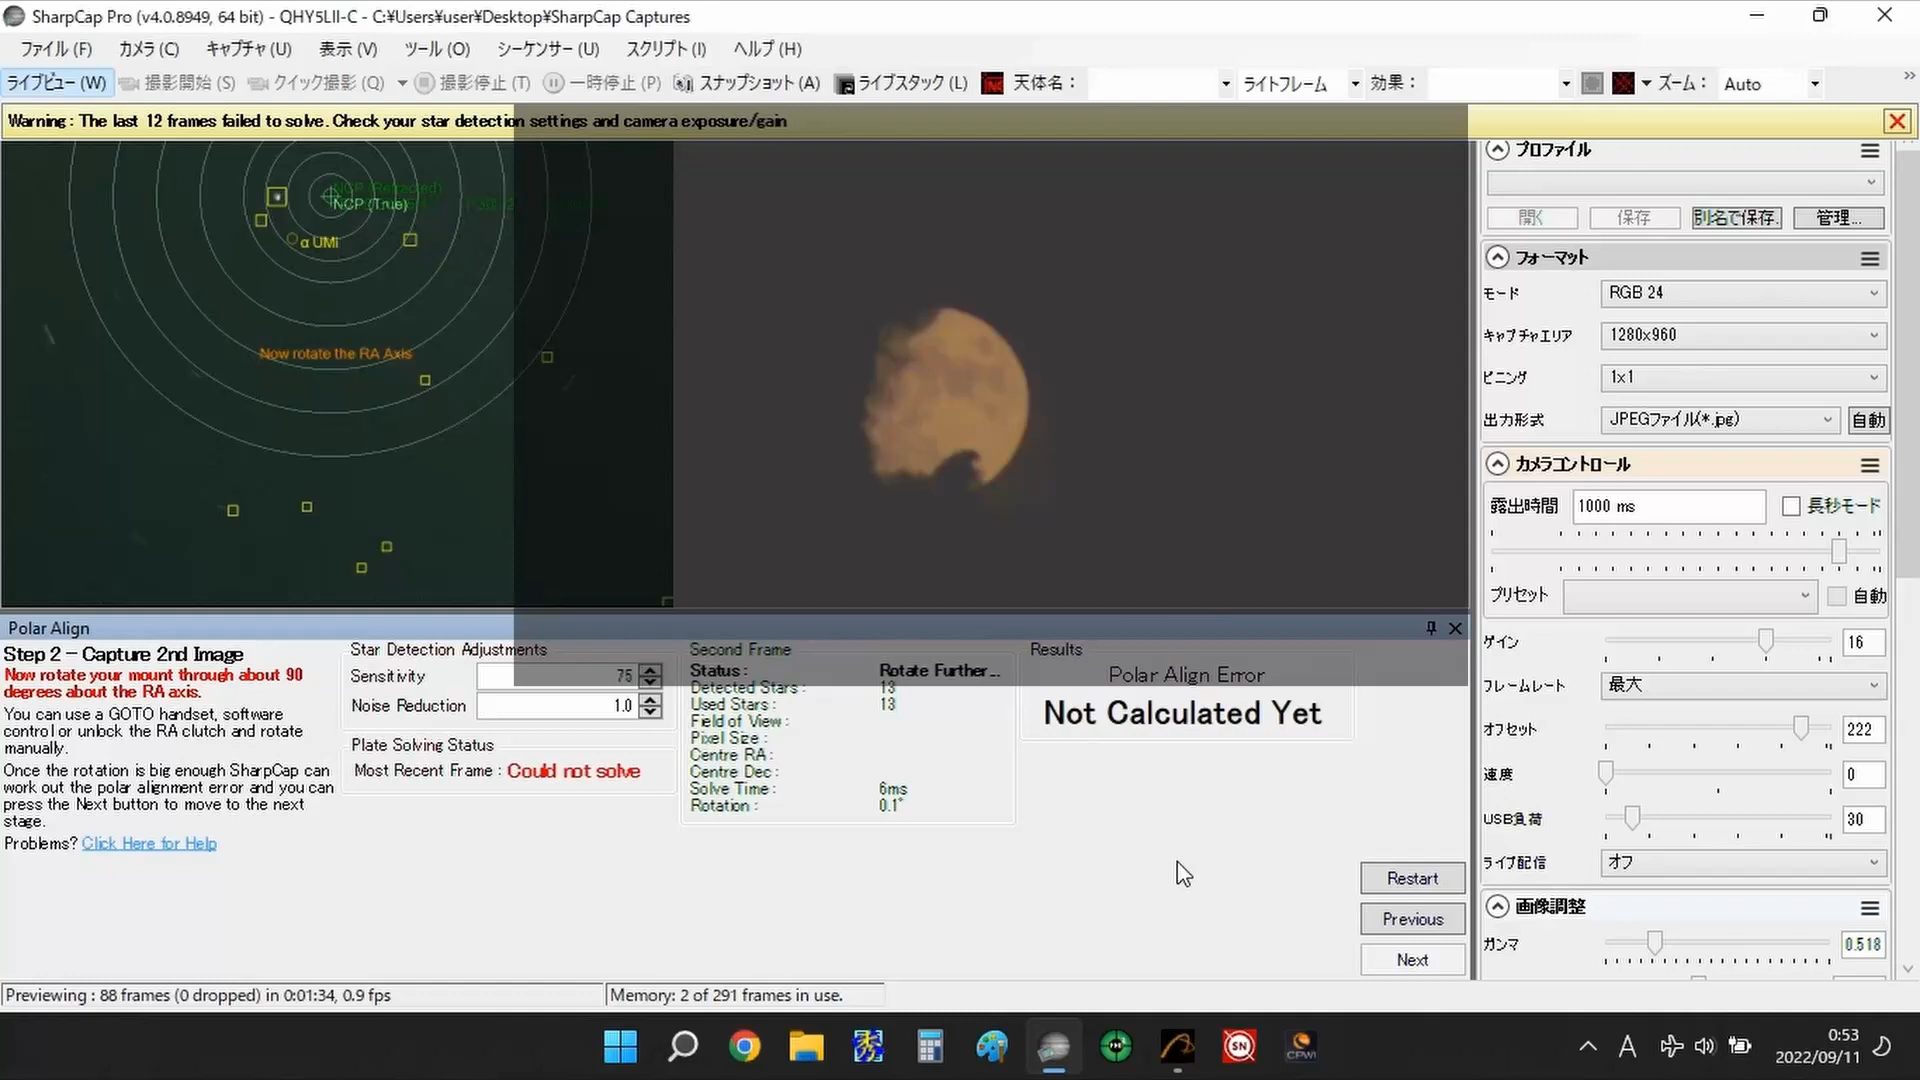 SharpCap Pro (v4.0.8949, 64 bit) - QHY5LII-C - C:¥Users¥user¥Desktop¥SharpCap Captures
ファイル (F) カメラ (C) キャプチャ (U) 表示 (V) ツール (O) シーケンサー (U) スクリプト (I) ヘルプ (H)
ライブビュー (W) 撮影開始 (S) クイック撮影 (Q) 撮影停止 (T) 一時停止 (P) スナップショット (A) ライブスタック (L) 天体名： ライトフレーム 効果： ズーム： Auto
Warning : The last 12 frames failed to solve. Check your star detection settings and camera exposure/gain
NCP (Refracted)
NCP (True)
α UMi
Now rotate the RA Axis
プロファイル
開く 保存 別名で保存. 管理...
フォーマット
モード RGB 24
キャプチャエリア 1280x960
ビニング 1x1
出力形式 JPEGファイル(*.jpg) 自動
カメラコントロール
露出時間 1000 ms 長秒モード
プリセット 自動
ゲイン 16
フレームレート 最大
オフセット 222
速度 0
USB負荷 30
ライブ配信 オフ
画像調整
ガンマ 0.518
Polar Align
Step 2 - Capture 2nd Image
Now rotate your mount through about 90
degrees about the RA axis.
You can use a GOTO handset, software
control or unlock the RA clutch and rotate
manually.
Once the rotation is big enough SharpCap can
work out the polar alignment error and you can
press the Next button to move to the next
stage.
Problems? Click Here for Help
Star Detection Adjustments
Sensitivity 75
Noise Reduction 1.0
Plate Solving Status
Most Recent Frame : Could not solve
Second Frame
Status : Rotate Further...
Detected Stars : 13
Used Stars : 13
Field of View :
Pixel Size :
Centre RA :
Centre Dec :
Solve Time : 6ms
Rotation : 0.1°
Results
Polar Align Error
Not Calculated Yet
Restart
Previous
Next
Previewing : 88 frames (0 dropped) in 0:01:34, 0.9 fps
Memory: 2 of 291 frames in use.
秀
SN
CPWI
A
0:53
2022/09/11